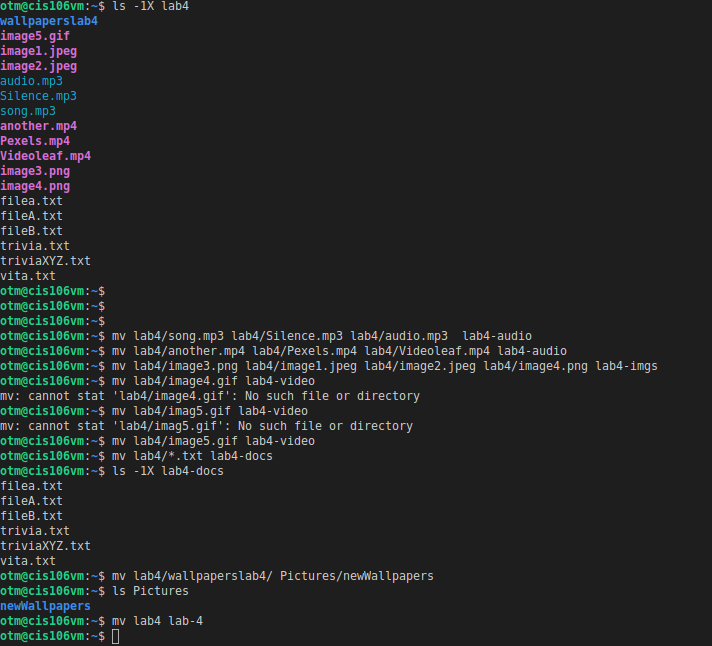 otm@cis106vm:~$ ls -1X lab4
wallpaperslab4
image5.gif
image1.jpeg
image2.jpeg
audio.mp3
Silence.mp3
song.mp3
another.mp4
Pexels.mp4
Videoleaf.mp4
image3.png
image4.png
filea.txt
fileA.txt
fileB.txt
trivia.txt
triviaXYZ.txt
vita.txt
otm@cis106vm:~$
otm@cis106vm:~$
otm@cis106vm:~$
otm@cis106vm:~$ mv lab4/song.mp3 lab4/Silence.mp3 lab4/audio.mp3  lab4-audio
otm@cis106vm:~$ mv lab4/another.mp4 lab4/Pexels.mp4 lab4/Videoleaf.mp4 lab4-audio
otm@cis106vm:~$ mv lab4/image3.png lab4/image1.jpeg lab4/image2.jpeg lab4/image4.png lab4-imgs
otm@cis106vm:~$ mv lab4/image4.gif lab4-video
mv: cannot stat 'lab4/image4.gif': No such file or directory
otm@cis106vm:~$ mv lab4/imag5.gif lab4-video
mv: cannot stat 'lab4/imag5.gif': No such file or directory
otm@cis106vm:~$ mv lab4/image5.gif lab4-video
otm@cis106vm:~$ mv lab4/*.txt lab4-docs
otm@cis106vm:~$ ls -1X lab4-docs
filea.txt
fileA.txt
fileB.txt
trivia.txt
triviaXYZ.txt
vita.txt
otm@cis106vm:~$ mv lab4/wallpaperslab4/ Pictures/newWallpapers
otm@cis106vm:~$ ls Pictures
newWallpapers
otm@cis106vm:~$ mv lab4 lab-4
otm@cis106vm:~$